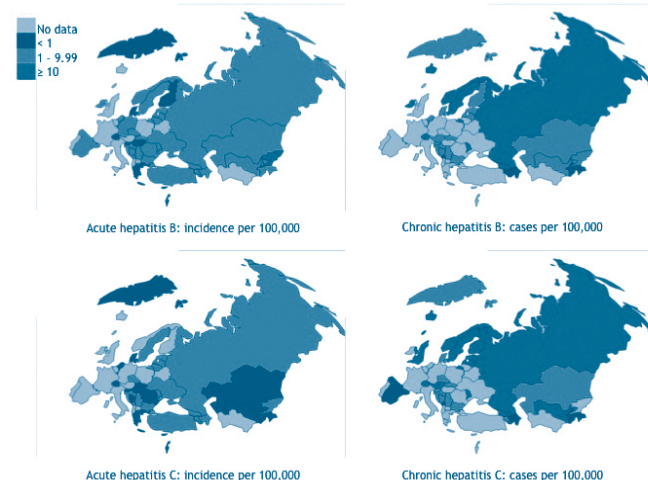 No data
< 1
1 - 9.99
≥ 10
Acute hepatitis B: incidence per 100,000
Chronic hepatitis B: cases per 100,000
Acute hepatitis C: incidence per 100,000
Chronic hepatitis C: cases per 100,000